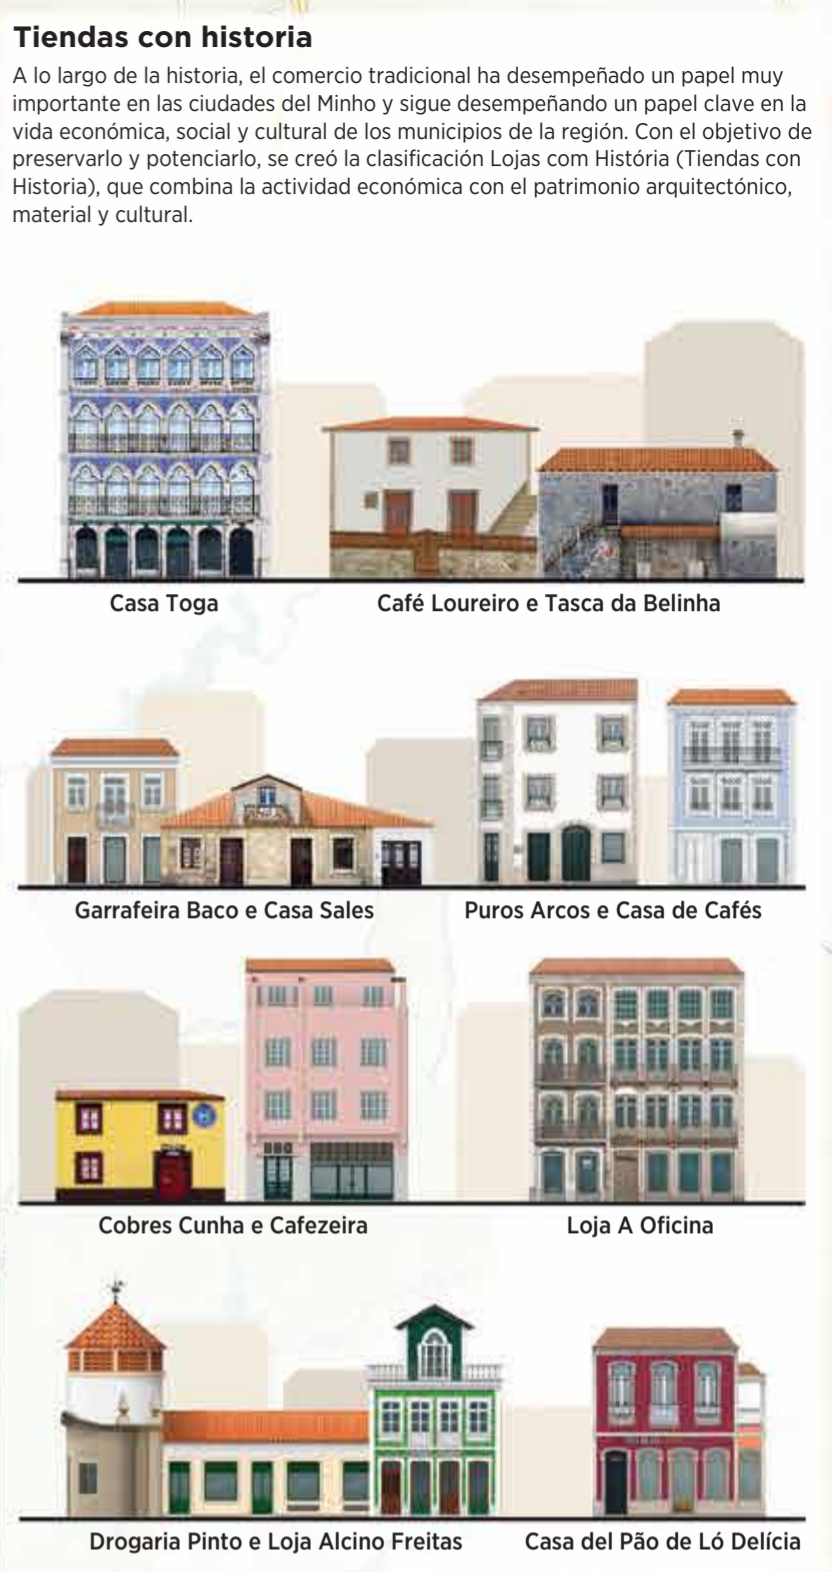 Tiendas con historia
A lo largo de la historia, el comercio tradicional ha desempeñado un papel muy
importante en las ciudades del Minho y sigue desempeñando un papel clave en la
vida económica, social y cultural de los municipios de la región. Con el objetivo de
preservarlo y potenciarlo, se creó la clasificación Lojas com História (Tiendas con
Historia), que combina la actividad económica con el patrimonio arquitectónico,
material y cultural.
Casa Toga
Café Loureiro e Tasca da Belinha
Garrafeira Baco e Casa Sales
Puros Arcos e Casa de Cafés
Cobres Cunha e Cafezeira
Loja A Oficina
Drogaria Pinto e Loja Alcino Freitas
Casa del Pão de Ló Delícia